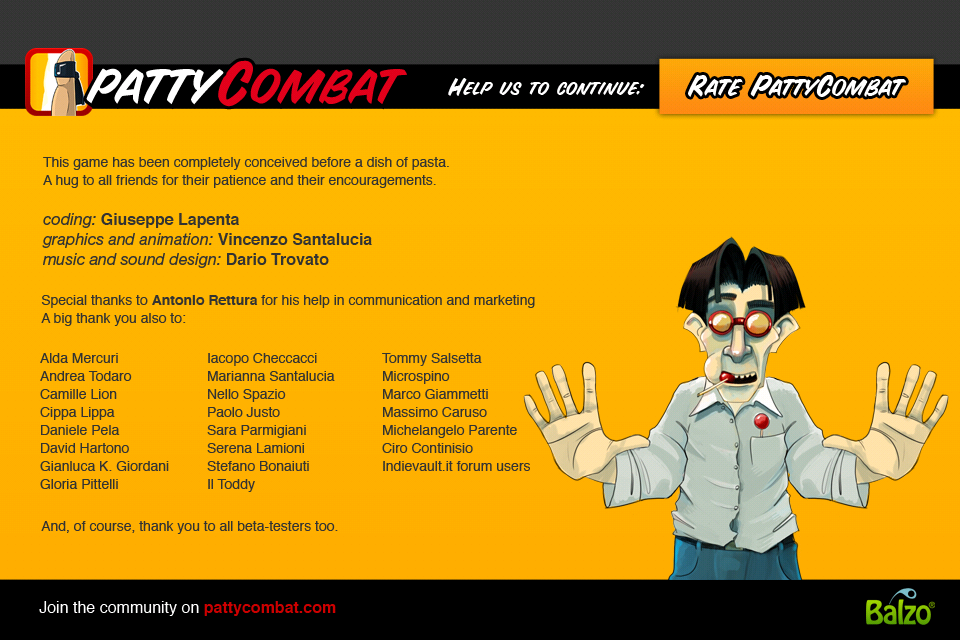 PATTYCOMBAT
HELP US TO CONTINUE:
RATE PATTYCOMBAT
This game has been completely conceived before a dish of pasta.
A hug to all friends for their patience and their encouragements.
coding: Giuseppe Lapenta
graphics and animation: Vincenzo Santalucia
music and sound design: Dario Trovato
Special thanks to Antonio Rettura for his help in communication and marketing
A big thank you also to:
Alda Mercuri
Andrea Todaro
Camille Lion
Cippa Lippa
Daniele Pela
David Hartono
Gianluca K. Giordani
Gloria Pittelli
Iacopo Checcacci
Marianna Santalucia
Nello Spazio
Paolo Justo
Sara Parmigiani
Serena Lamioni
Stefano Bonaiuti
Il Toddy
Tommy Salsetta
Microspino
Marco Giammetti
Massimo Caruso
Michelangelo Parente
Ciro Continisio
Indievault.it forum users
And, of course, thank you to all beta-testers too.
Join the community on pattycombat.com
Balzo®